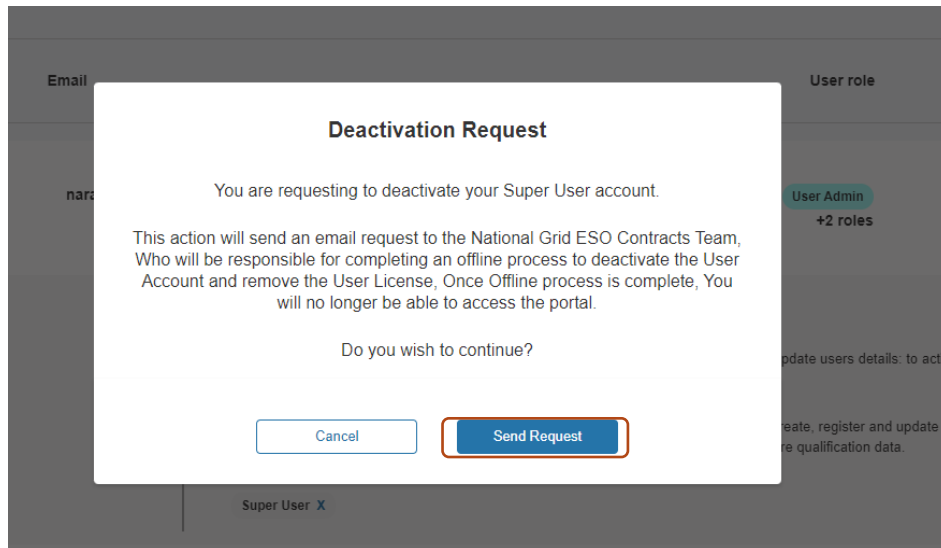 Email
User role
Deactivation Request
nara
You are requesting to deactivate your Super User account.
User Admin
+2 roles
This action will send an email request to the National Grid ESO Contracts Team,
Who will be responsible for completing an offline process to deactivate the User
Account and remove the User License, Once Offline process is complete, You
will no longer be able to access the portal.
Do you wish to continue?
pdate users details: to act
Cancel
Send Request
reate, register and update
re qualification data.
Super User X